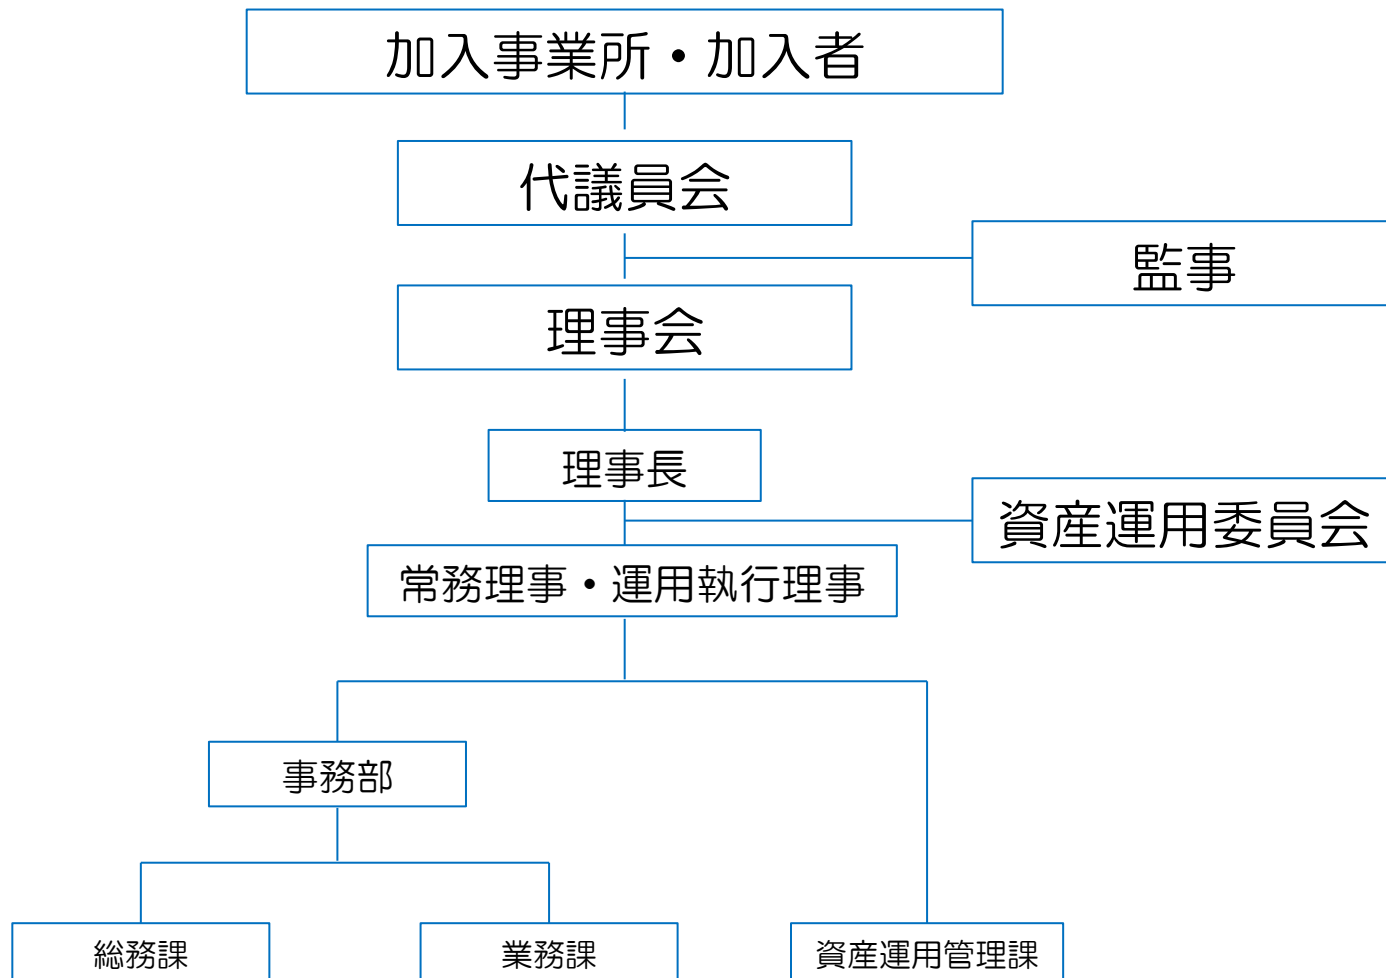 加入事業所・加入者
代議員会
監事
理事会
理事長
資産運用委員会
常務理事・運用執行理事
事務部
総務課
業務課
資産運用管理課